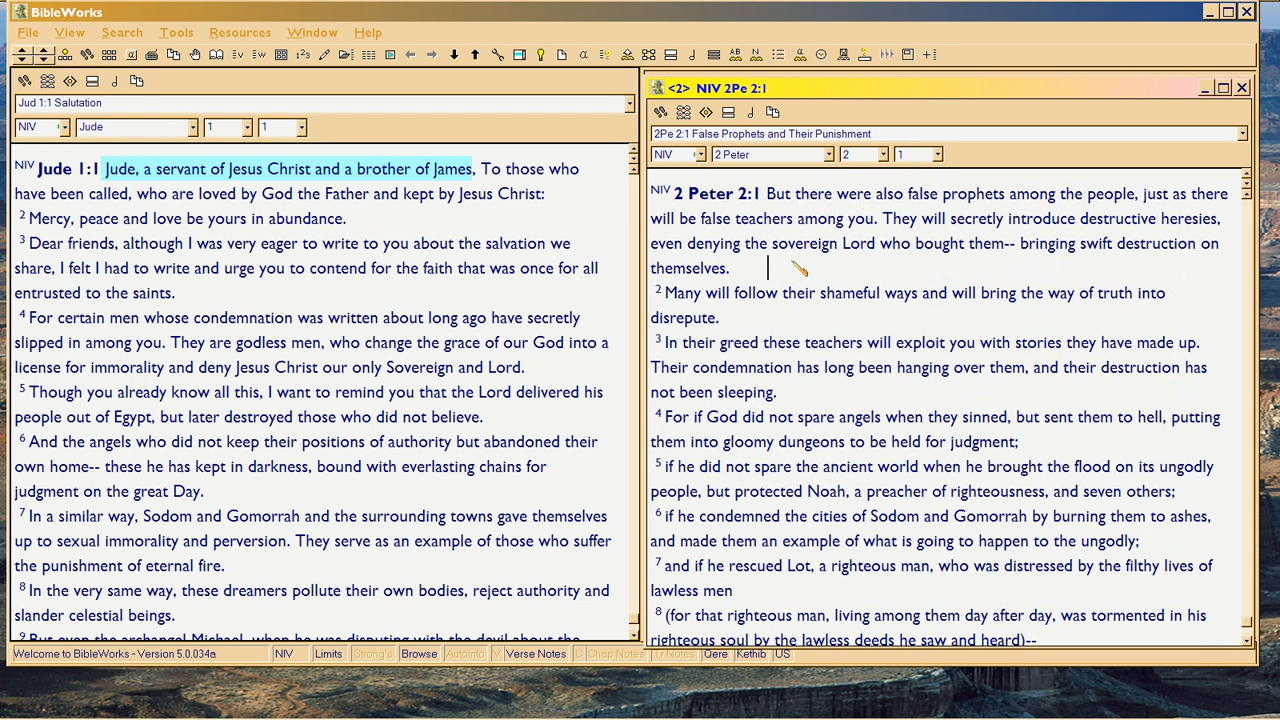 BibleWorks
File View Search Tools Resources Window Help
Jud 1:1 Salutation
NIV Jude 1 1
NIV Jude 1:1 Jude, a servant of Jesus Christ and a brother of James, To those who
have been called, who are loved by God the Father and kept by Jesus Christ:
2 Mercy, peace and love be yours in abundance.
3 Dear friends, although I was very eager to write to you about the salvation we
share, I felt I had to write and urge you to contend for the faith that was once for all
entrusted to the saints.
4 For certain men whose condemnation was written about long ago have secretly
slipped in among you. They are godless men, who change the grace of our God into a
license for immorality and deny Jesus Christ our only Sovereign and Lord.
5 Though you already know all this, I want to remind you that the Lord delivered his
people out of Egypt, but later destroyed those who did not believe.
6 And the angels who did not keep their positions of authority but abandoned their
own home-- these he has kept in darkness, bound with everlasting chains for
judgment on the great Day.
7 In a similar way, Sodom and Gomorrah and the surrounding towns gave themselves
up to sexual immorality and perversion. They serve as an example of those who suffer
the punishment of eternal fire.
8 In the very same way, these dreamers pollute their own bodies, reject authority and
slander celestial beings.
9 But even the archangel Michael, when he was disputing with the devil about the
<2> NIV 2Pe 2:1
2Pe 2:1 False Prophets and Their Punishment
NIV 2 Peter 2 1
NIV 2 Peter 2:1 But there were also false prophets among the people, just as there
will be false teachers among you. They will secretly introduce destructive heresies,
even denying the sovereign Lord who bought them-- bringing swift destruction on
themselves.
2 Many will follow their shameful ways and will bring the way of truth into
disrepute.
3 In their greed these teachers will exploit you with stories they have made up.
Their condemnation has long been hanging over them, and their destruction has
not been sleeping.
4 For if God did not spare angels when they sinned, but sent them to hell, putting
them into gloomy dungeons to be held for judgment;
5 if he did not spare the ancient world when he brought the flood on its ungodly
people, but protected Noah, a preacher of righteousness, and seven others;
6 if he condemned the cities of Sodom and Gomorrah by burning them to ashes,
and made them an example of what is going to happen to the ungodly;
7 and if he rescued Lot, a righteous man, who was distressed by the filthy lives of
lawless men
8 (for that righteous man, living among them day after day, was tormented in his
righteous soul by the lawless deeds he saw and heard)--
Welcome to BibleWorks - Version 5.0.034a NIV Limits Strong's Browse AutoInfo V Verse Notes C Chap Notes Tr Notes Qere Kethib US